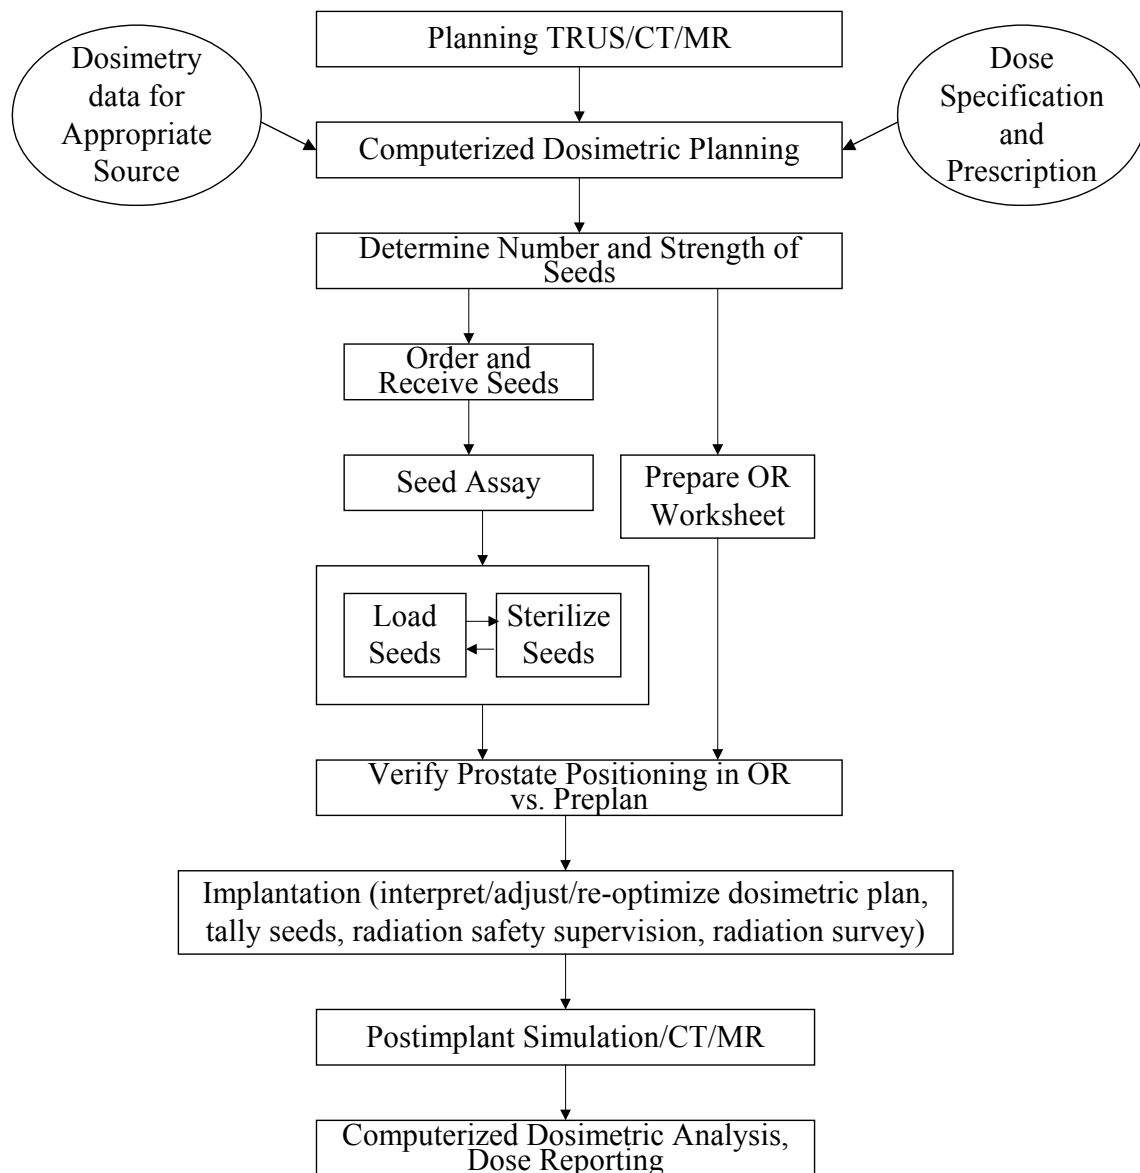 Planning TRUS/CT/MR
Dosimetry
data for
Appropriate
Source
Dose
Specification
and
Prescription
Computerized Dosimetric Planning
Determine Number and Strength of
Seeds
Order and
Receive Seeds
Seed Assay
Prepare OR
Worksheet
Load
Seeds
Sterilize
Seeds
Verify Prostate Positioning in OR
vs. Preplan
Implantation (interpret/adjust/re-optimize dosimetric plan,
tally seeds, radiation safety supervision, radiation survey)
Postimplant Simulation/CT/MR
Computerized Dosimetric Analysis,
Dose Reporting